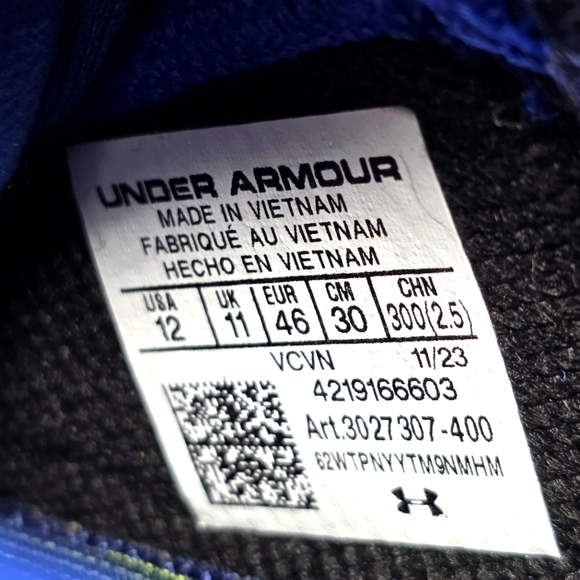 UNDER ARMOUR
MADE IN VIETNAM
FABRIQUÉ AU VIETNAM
HECHO EN VIETNAM
USA UK EUR CM CHN
12 11 46 30 300(2.5)
VCVN 11/23
4219166603
Art.3027307-400
62WTPNYYTM9NMHM